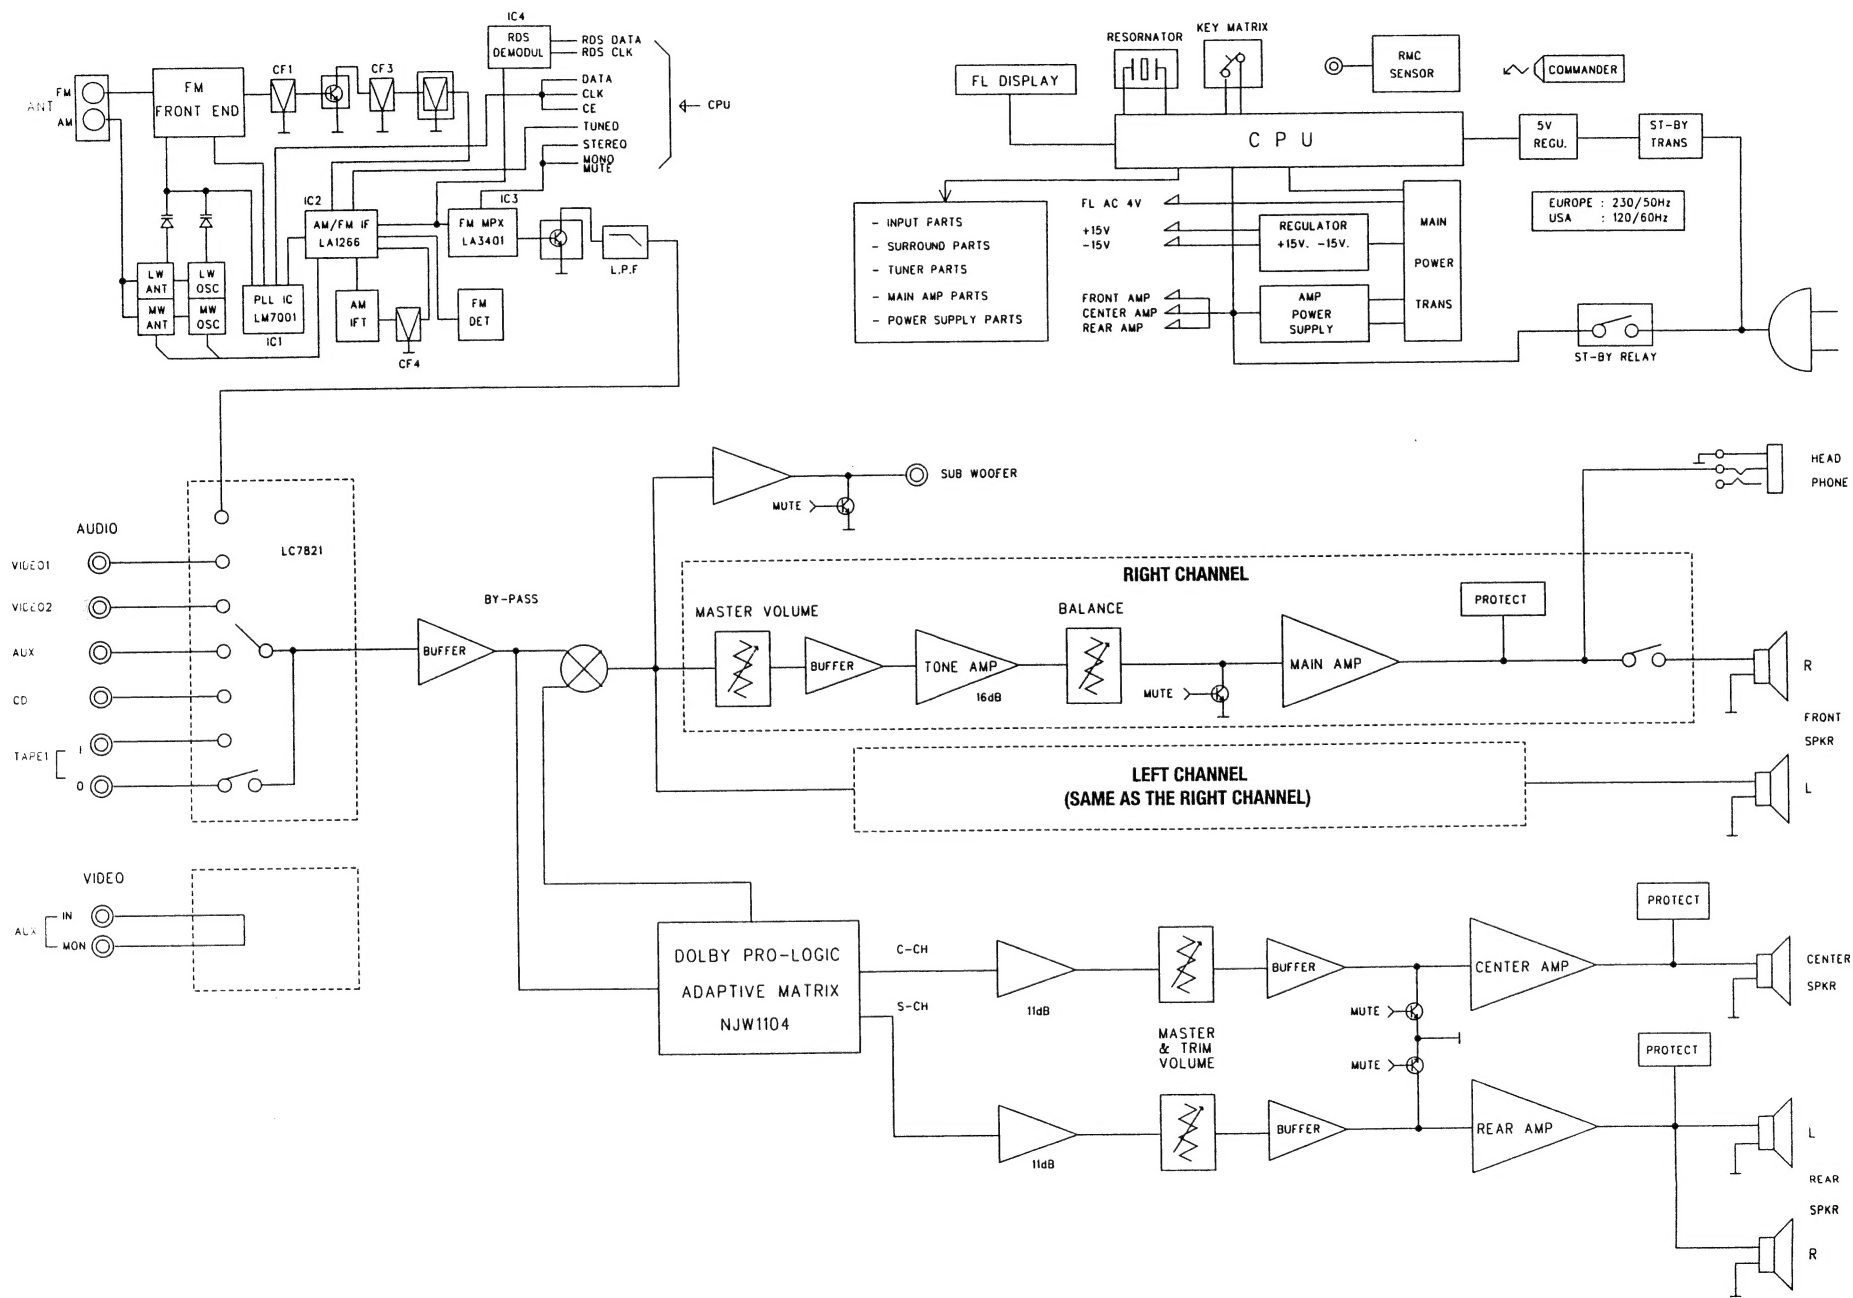 IC4
RDS
DEMODUL
RDS DATA
RDS CLK
CF1
CF3
DATA
CLK
CE
CPU
ANT
FM
AM
FM
FRONT END
TUNED
STEREO
MONO
MUTE
IC2
IC3
AM/FM IF
LA1266
FM MPX
LA3401
L.P.F
LW
ANT
LW
OSC
MW
ANT
MW
OSC
PLL IC
LM7001
IC1
AM
IFT
CF4
FM
DET
RESORNATOR
KEY MATRIX
FL DISPLAY
RMC
SENSOR
COMMANDER
CPU
5V
REGU.
ST-BY
TRANS
- INPUT PARTS
- SURROUND PARTS
- TUNER PARTS
- MAIN AMP PARTS
- POWER SUPPLY PARTS
FL AC 4V
+15V
-15V
REGULATOR
+15V. -15V.
FRONT AMP
CENTER AMP
REAR AMP
AMP
POWER
SUPPLY
MAIN
POWER
TRANS
EUROPE : 230/50Hz
USA : 120/60Hz
ST-BY RELAY
AUDIO
VIDEO1
VIDEO2
AUX
CD
TAPE1
I
O
LC7821
BUFFER
BY-PASS
MUTE
SUB WOOFER
HEAD
PHONE
RIGHT CHANNEL
MASTER VOLUME
BUFFER
TONE AMP
16dB
BALANCE
MUTE
MAIN AMP
PROTECT
R
FRONT
SPKR
L
LEFT CHANNEL
(SAME AS THE RIGHT CHANNEL)
VIDEO
AUX
IN
MON
DOLBY PRO-LOGIC
ADAPTIVE MATRIX
NJW1104
C-CH
S-CH
11dB
MASTER
& TRIM
VOLUME
11dB
BUFFER
BUFFER
MUTE
MUTE
CENTER AMP
REAR AMP
PROTECT
CENTER
SPKR
PROTECT
L
REAR
SPKR
R